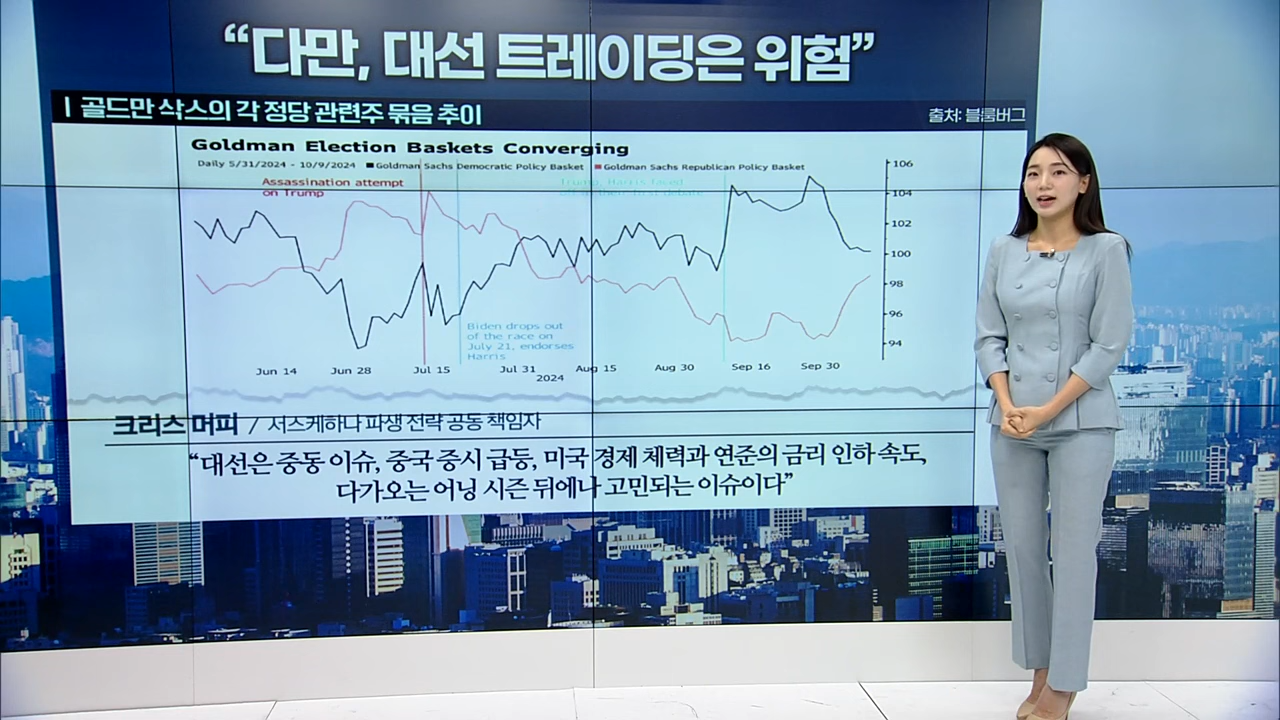 “다만, 대선 트레이딩은 위험”
| 골드만 삭스의 각 정당 관련주 묶음 추이
출처: 블룸버그
Goldman Election Baskets Converging
Daily 5/31/2024 - 10/9/2024 ■Goldman Sachs Democratic Policy Basket ■Goldman Sachs Republican Policy Basket
Assassination attempt
on Trump
Trump, Harris faced
first debate
106
104
102
100
98
96
94
Biden drops out
of the race on
July 21, endorses
Harris
Jun 14 Jun 28 Jul 15 Jul 31 Aug 15 Aug 30 Sep 16 Sep 30
2024
크리스 머피 / 서스케하나 파생 전략 공동 책임자
“대선은 중동 이슈, 중국 증시 급등, 미국 경제 체력과 연준의 금리 인하 속도,
다가오는 어닝 시즌 뒤에나 고민되는 이슈이다”